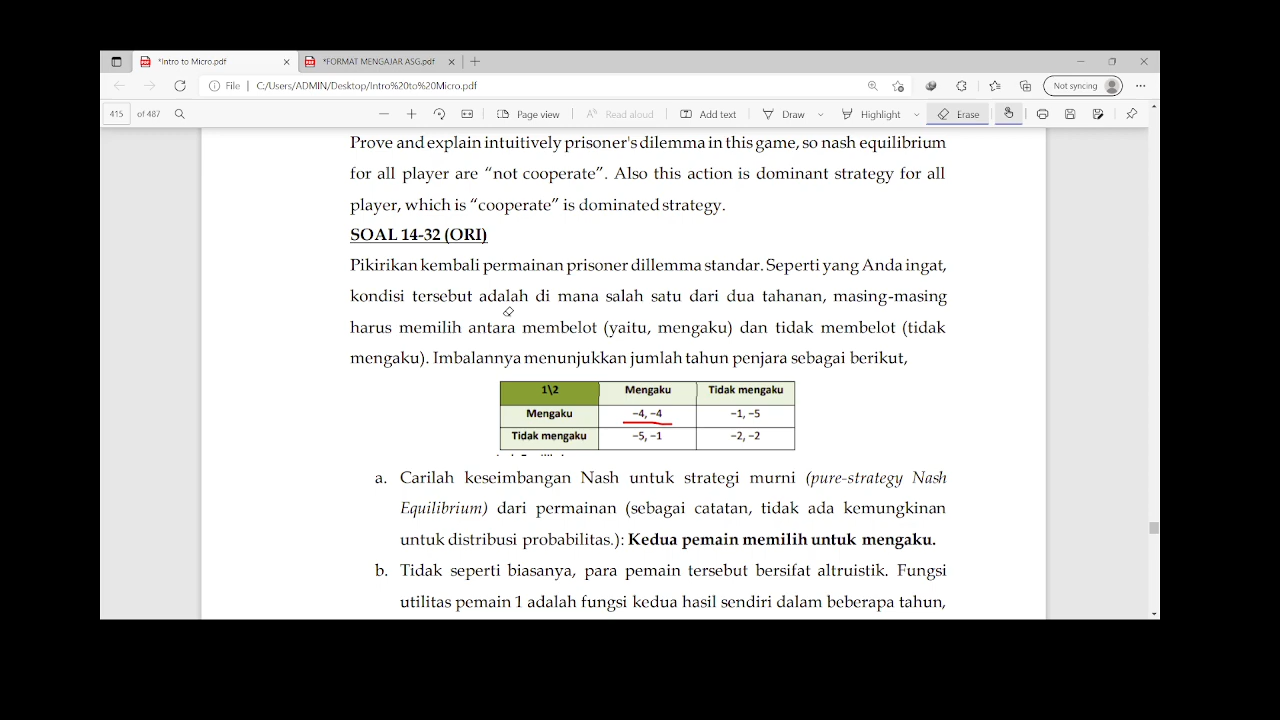 *Intro to Micro.pdf
*FORMAT MENGAJAR ASG.pdf
File | C:/Users/ADMIN/Desktop/Intro%20to%20Micro.pdf
Not syncing
415 of 487
Page view
Read aloud
Add text
Draw
Highlight
Erase
Prove and explain intuitively prisoner's dilemma in this game, so nash equilibrium
for all player are “not cooperate”. Also this action is dominant strategy for all
player, which is “cooperate” is dominated strategy.
SOAL 14-32 (ORI)
Pikirikan kembali permainan prisoner dillemma standar. Seperti yang Anda ingat,
kondisi tersebut adalah di mana salah satu dari dua tahanan, masing-masing
harus memilih antara membelot (yaitu, mengaku) dan tidak membelot (tidak
mengaku). Imbalannya menunjukkan jumlah tahun penjara sebagai berikut,
1\2 Mengaku Tidak mengaku
Mengaku −4, −4 −1, −5
Tidak mengaku −5, −1 −2, −2
a. Carilah keseimbangan Nash untuk strategi murni (pure-strategy Nash
Equilibrium) dari permainan (sebagai catatan, tidak ada kemungkinan
untuk distribusi probabilitas.): Kedua pemain memilih untuk mengaku.
b. Tidak seperti biasanya, para pemain tersebut bersifat altruistik. Fungsi
utilitas pemain 1 adalah fungsi kedua hasil sendiri dalam beberapa tahun,